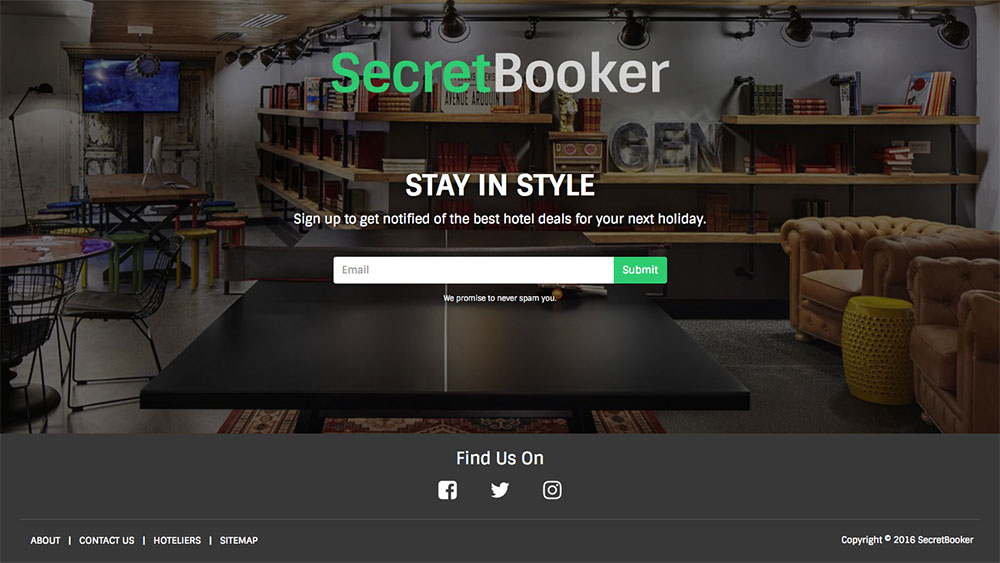 SecretBooker
AVENUE ARDOUIN
GEN
STAY IN STYLE
Sign up to get notified of the best hotel deals for your next holiday.
Email
Submit
We promise to never spam you.
Find Us On
ABOUT | CONTACT US | HOTELIERS | SITEMAP
Copyright © 2016 SecretBooker